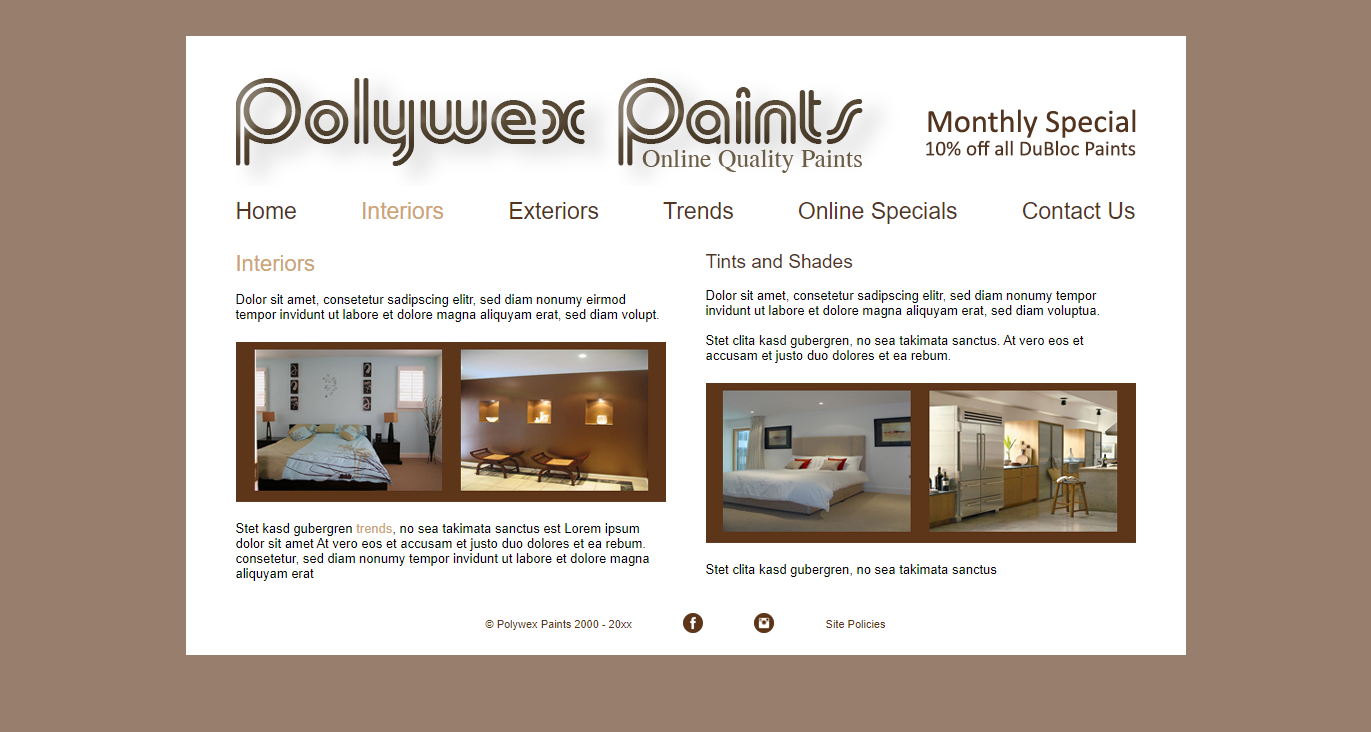 Polywex Paints
Online Quality Paints
Monthly Special
10% off all DuBloc Paints
Home Interiors Exteriors Trends Online Specials Contact Us
Interiors
Dolor sit amet, consetetur sadipscing elitr, sed diam nonumy eirmod
tempor invidunt ut labore et dolore magna aliquyam erat, sed diam volupt.
Stet kasd gubergren trends, no sea takimata sanctus est Lorem ipsum
dolor sit amet At vero eos et accusam et justo duo dolores et ea rebum.
consetetur, sed diam nonumy tempor invidunt ut labore et dolore magna
aliquyam erat
Tints and Shades
Dolor sit amet, consetetur sadipscing elitr, sed diam nonumy tempor
invidunt ut labore et dolore magna aliquyam erat, sed diam voluptua.
Stet clita kasd gubergren, no sea takimata sanctus. At vero eos et
accusam et justo duo dolores et ea rebum.
Stet clita kasd gubergren, no sea takimata sanctus
© Polywex Paints 2000 - 20xx Site Policies